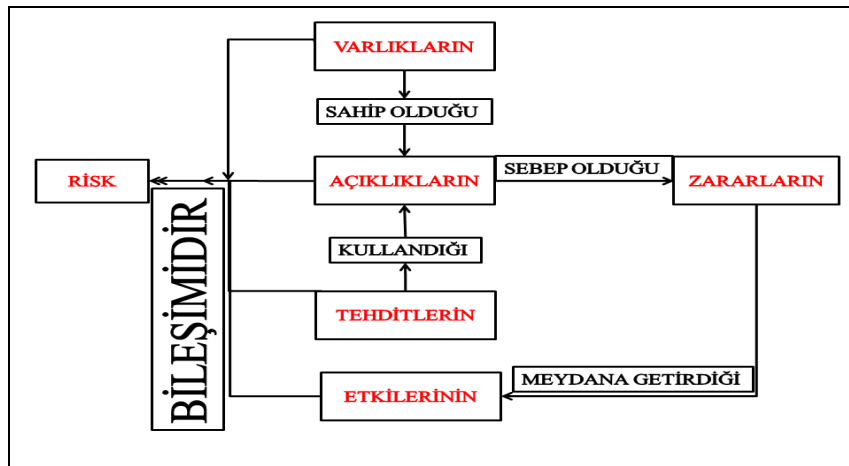 VARLIKLARIN
SAHİP OLDUĞU
RİSK
AÇIKLIKLARIN
SEBEP OLDUĞU
ZARARLARIN
BİLEŞİMİDİR
KULLANDIĞI
TEHDİTLERİN
ETKİLERİNİN
MEYDANA GETİRDİĞİ